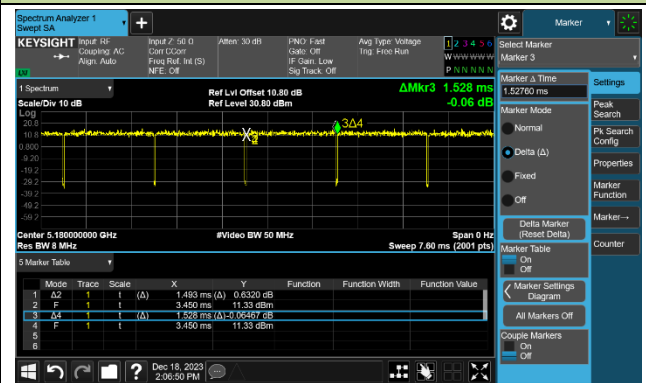 Spectrum Analyzer 1
Swept SA
Marker
KEYSIGHT Input: RF Input Z: 50 Ω Atten: 30 dB PNO: Fast Avg Type: Voltage 1 2 3 4 5 6
Coupling: AC Corr CCorr Gate: Off Trig: Free Run
Align: Auto Freq Ref: Int (S) IF Gain: Low W W W W W W
NFE: Off Sig Track: Off P N N N N N
Select Marker
Marker 3
1 Spectrum
Scale/Div 10 dB
Ref Lvl Offset 10.80 dB
Ref Level 30.80 dBm
ΔMkr3 1.528 ms
-0.06 dB
Log
20.8
10.8
0.800
-9.20
-19.2
-29.2
-39.2
-49.2
-59.2
3Δ4
X
Center 5.180000000 GHz #Video BW 50 MHz Span 0 Hz
Res BW 8 MHz Sweep 7.60 ms (2001 pts)
5 Marker Table
Mode Trace Scale X Y Function Function Width Function Value
1 Δ2 1 t (Δ) 1.493 ms (Δ) 0.6320 dB
2 F 1 t 3.450 ms 11.33 dBm
3 Δ4 1 t (Δ) 1.528 ms (Δ) -0.06467 dB
4 F 1 t 3.450 ms 11.33 dBm
5
6
Marker Δ Time
1.52760 ms
Marker Mode
Normal
Delta (Δ)
Fixed
Off
Delta Marker
(Reset Delta)
Marker Table
On
Off
Marker Settings
Diagram
All Markers Off
Couple Markers
On
Off
Settings
Peak
Search
Pk Search
Config
Properties
Marker
Function
Marker→
Counter
Dec 18, 2023
2:06:50 PM